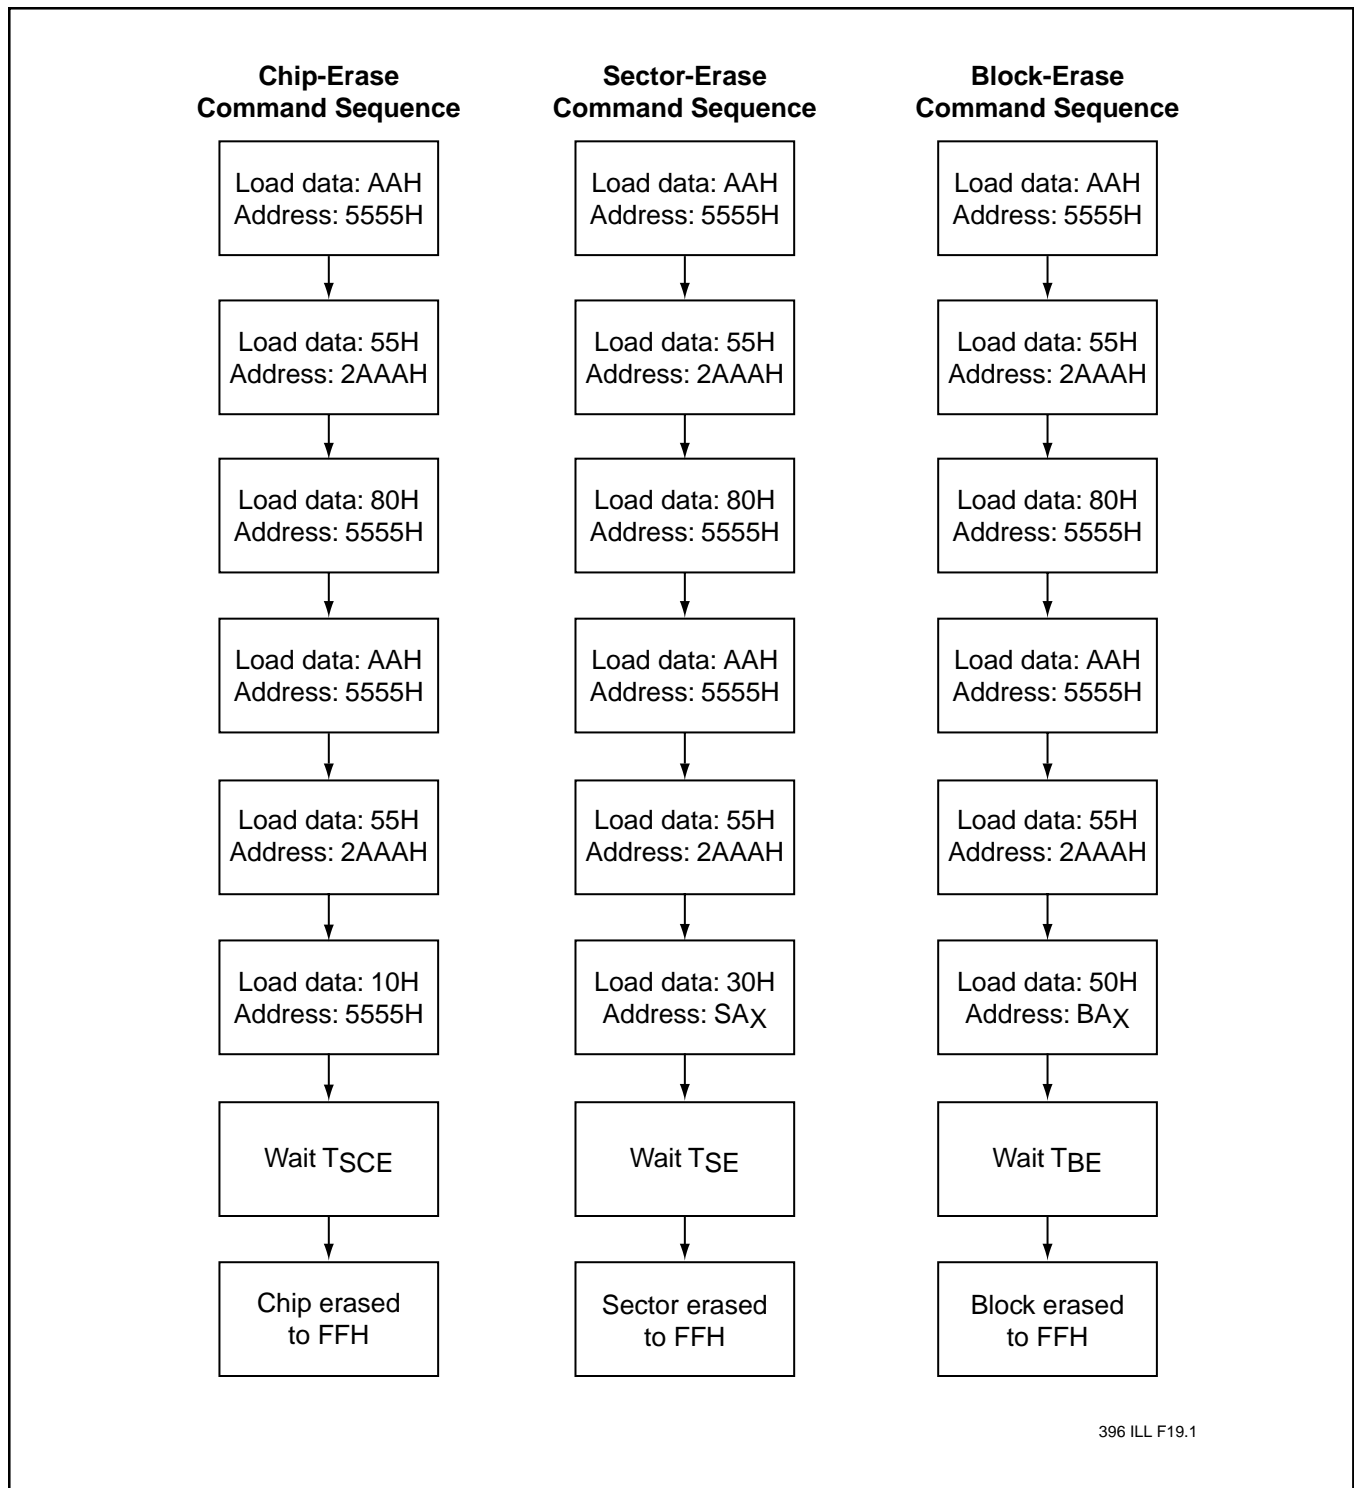 Chip-Erase
Command Sequence
Load data: AAH
Address: 5555H
Load data: 55H
Address: 2AAAH
Load data: 80H
Address: 5555H
Load data: AAH
Address: 5555H
Load data: 55H
Address: 2AAAH
Load data: 10H
Address: 5555H
Wait TSCE
Chip erased
to FFH
Sector-Erase
Command Sequence
Load data: AAH
Address: 5555H
Load data: 55H
Address: 2AAAH
Load data: 80H
Address: 5555H
Load data: AAH
Address: 5555H
Load data: 55H
Address: 2AAAH
Load data: 30H
Address: SAX
Wait TSE
Sector erased
to FFH
Block-Erase
Command Sequence
Load data: AAH
Address: 5555H
Load data: 55H
Address: 2AAAH
Load data: 80H
Address: 5555H
Load data: AAH
Address: 5555H
Load data: 55H
Address: 2AAAH
Load data: 50H
Address: BAX
Wait TBE
Block erased
to FFH
396 ILL F19.1